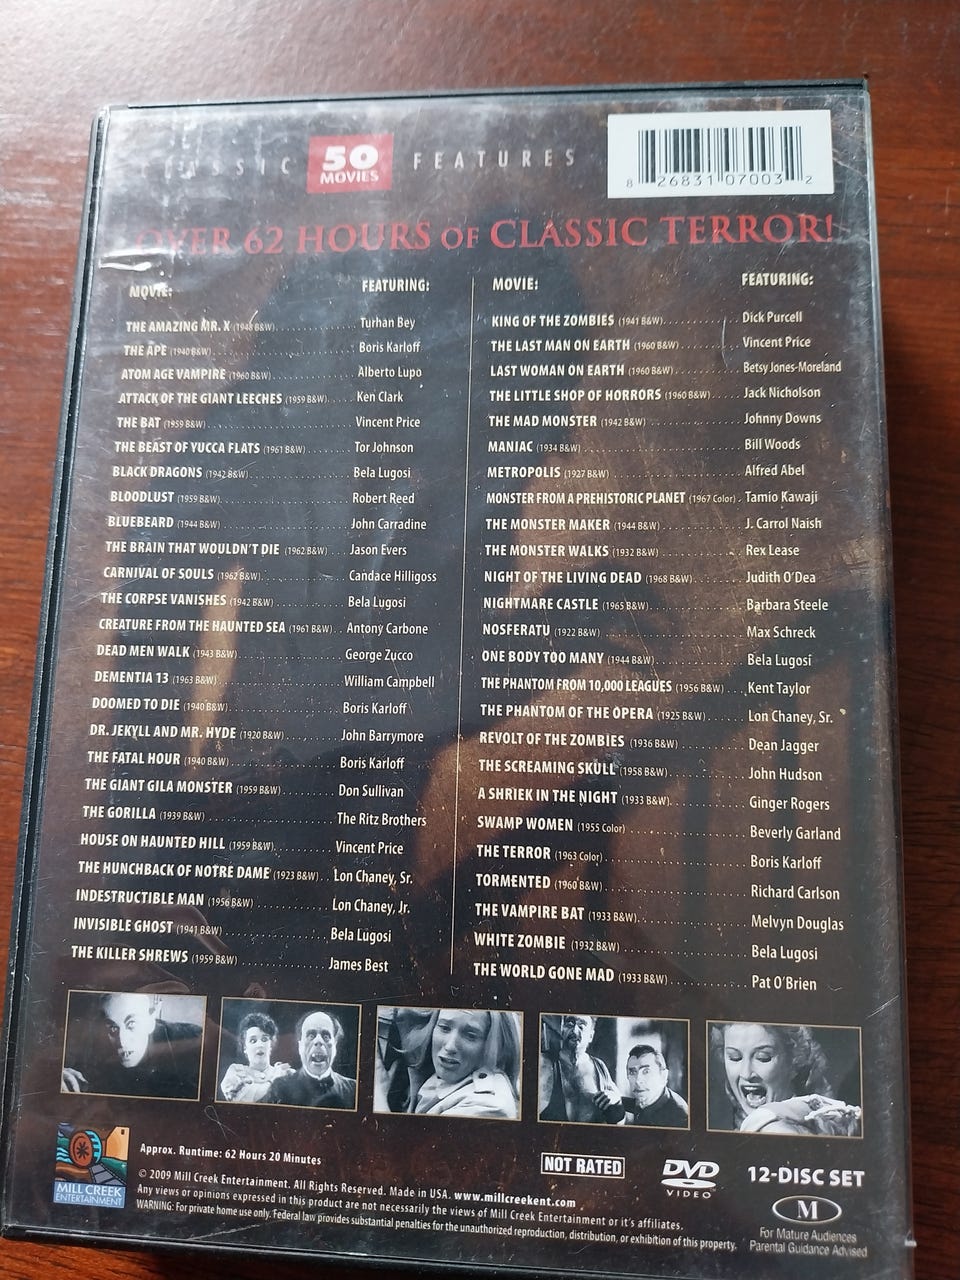 CLASSIC 50 MOVIES FEATURES
8 26831 07003 2
OVER 62 HOURS OF CLASSIC TERROR!
MOVIE: FEATURING:
THE AMAZING MR. X (1948 B&W) Turhan Bey
THE APE (1940 B&W) Boris Karloff
ATOM AGE VAMPIRE (1960 B&W) Alberto Lupo
ATTACK OF THE GIANT LEECHES (1959 B&W) Ken Clark
THE BAT (1959 B&W) Vincent Price
THE BEAST OF YUCCA FLATS (1961 B&W) Tor Johnson
BLACK DRAGONS (1942 B&W) Bela Lugosi
BLOODLUST (1959 B&W) Robert Reed
BLUEBEARD (1944 B&W) John Carradine
THE BRAIN THAT WOULDN'T DIE (1962 B&W) Jason Evers
CARNIVAL OF SOULS (1962 B&W) Candace Hilligoss
THE CORPSE VANISHES (1942 B&W) Bela Lugosi
CREATURE FROM THE HAUNTED SEA (1961 B&W) Antony Carbone
DEAD MEN WALK (1943 B&W) George Zucco
DEMENTIA 13 (1963 B&W) William Campbell
DOOMED TO DIE (1940 B&W) Boris Karloff
DR. JEKYLL AND MR. HYDE (1920 B&W) John Barrymore
THE FATAL HOUR (1940 B&W) Boris Karloff
THE GIANT GILA MONSTER (1959 B&W) Don Sullivan
THE GORILLA (1939 B&W) The Ritz Brothers
HOUSE ON HAUNTED HILL (1959 B&W) Vincent Price
THE HUNCHBACK OF NOTRE DAME (1923 B&W) Lon Chaney, Sr.
INDESTRUCTIBLE MAN (1956 B&W) Lon Chaney, Jr.
INVISIBLE GHOST (1941 B&W) Bela Lugosi
THE KILLER SHREWS (1959 B&W) James Best
MOVIE: FEATURING:
KING OF THE ZOMBIES (1941 B&W) Dick Purcell
THE LAST MAN ON EARTH (1960 B&W) Vincent Price
LAST WOMAN ON EARTH (1960 B&W) Betsy Jones-Moreland
THE LITTLE SHOP OF HORRORS (1960 B&W) Jack Nicholson
THE MAD MONSTER (1942 B&W) Johnny Downs
MANIAC (1934 B&W) Bill Woods
METROPOLIS (1927 B&W) Alfred Abel
MONSTER FROM A PREHISTORIC PLANET (1967 Color) Tamio Kawaji
THE MONSTER MAKER (1944 B&W) J. Carrol Naish
THE MONSTER WALKS (1932 B&W) Rex Lease
NIGHT OF THE LIVING DEAD (1968 B&W) Judith O'Dea
NIGHTMARE CASTLE (1965 B&W) Barbara Steele
NOSFERATU (1922 B&W) Max Schreck
ONE BODY TOO MANY (1944 B&W) Bela Lugosi
THE PHANTOM FROM 10,000 LEAGUES (1956 B&W) Kent Taylor
THE PHANTOM OF THE OPERA (1925 B&W) Lon Chaney, Sr.
REVOLT OF THE ZOMBIES (1936 B&W) Dean Jagger
THE SCREAMING SKULL (1958 B&W) John Hudson
A SHRIEK IN THE NIGHT (1933 B&W) Ginger Rogers
SWAMP WOMEN (1955 Color) Beverly Garland
THE TERROR (1963 Color) Boris Karloff
TORMENTED (1960 B&W) Richard Carlson
THE VAMPIRE BAT (1933 B&W) Melvyn Douglas
WHITE ZOMBIE (1932 B&W) Bela Lugosi
THE WORLD GONE MAD (1933 B&W) Pat O'Brien
MILL CREEK
ENTERTAINMENT
Approx. Runtime: 62 Hours 20 Minutes
© 2009 Mill Creek Entertainment. All Rights Reserved. Made in USA. www.millcreekent.com
Any views or opinions expressed in this product are not necessarily the views of Mill Creek Entertainment or it's affiliates.
WARNING: For private home use only. Federal law provides substantial penalties for the unauthorized reproduction, distribution, or exhibition of this property.
NOT RATED
DVD
VIDEO
12-DISC SET
M
For Mature Audiences
Parental Guidance Advised